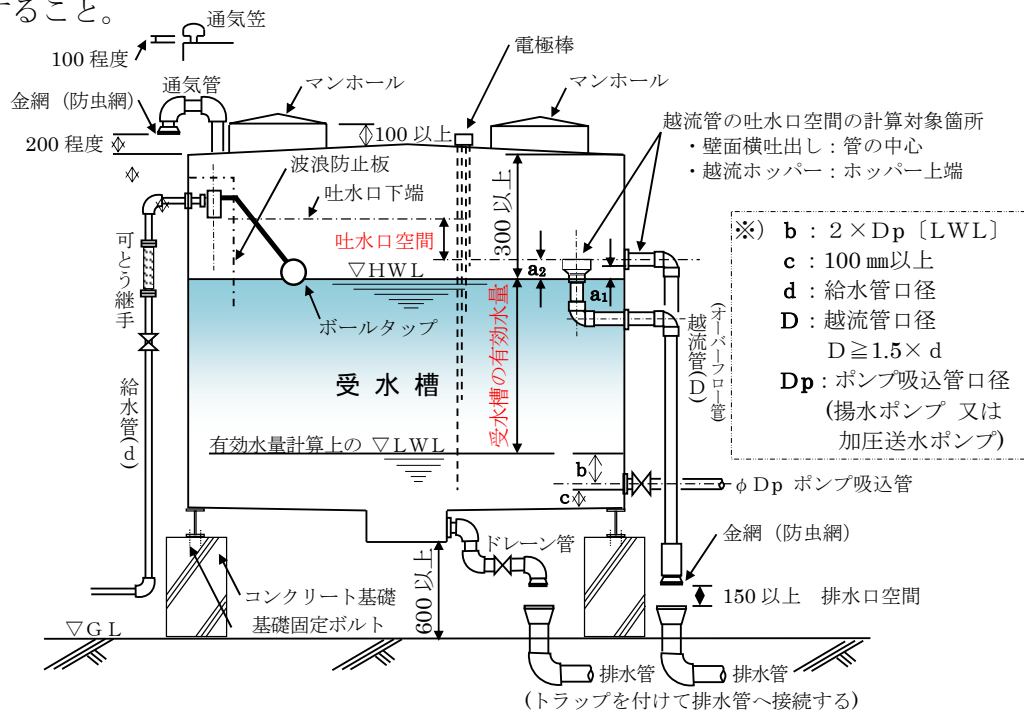 すること。
通気笠
100 程度
通気管
金網（防虫網）
200 程度
マンホール
電極棒
マンホール
100 以上
越流管の吐水口空間の計算対象箇所
・壁面横吐出し：管の中心
・越流ホッパー：ホッパー上端
波浪防止板
吐水口下端
吐水口空間
300 以上
▽HWL
a₂
a₁
可とう継手
ボールタップ
受水槽の有効水量
受 水 槽
越流管(D)
(オーバーフロー管)
給水管(d)
有効水量計算上の ▽LWL
b
c
φDp ポンプ吸込管
※）b：2×Dp〔LWL〕
c：100 ㎜以上
d：給水管口径
D：越流管口径
D≧1.5×d
Dp：ポンプ吸込管口径
(揚水ポンプ 又は
加圧送水ポンプ)
ドレーン管
金網（防虫網）
コンクリート基礎
基礎固定ボルト
600 以上
150 以上 排水口空間
▽GL
排水管
排水管
(トラップを付けて排水管へ接続する)